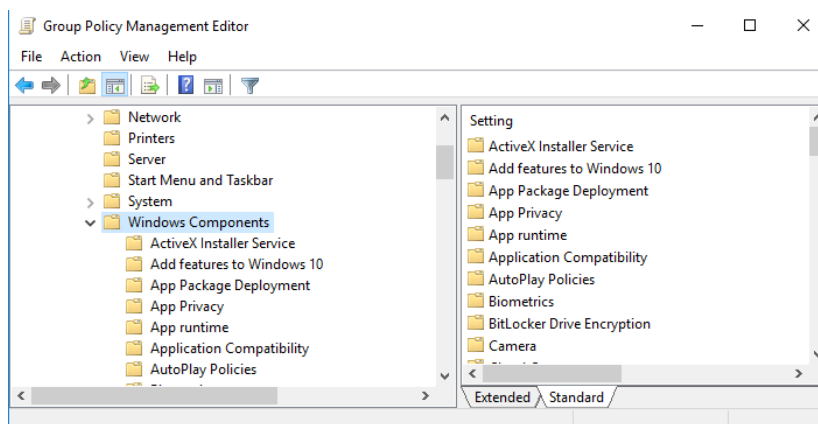 Group Policy Management Editor
File Action View Help
Network
Printers
Server
Start Menu and Taskbar
System
Windows Components
ActiveX Installer Service
Add features to Windows 10
App Package Deployment
App Privacy
App runtime
Application Compatibility
AutoPlay Policies
Setting
ActiveX Installer Service
Add features to Windows 10
App Package Deployment
App Privacy
App runtime
Application Compatibility
AutoPlay Policies
Biometrics
BitLocker Drive Encryption
Camera
Extended Standard